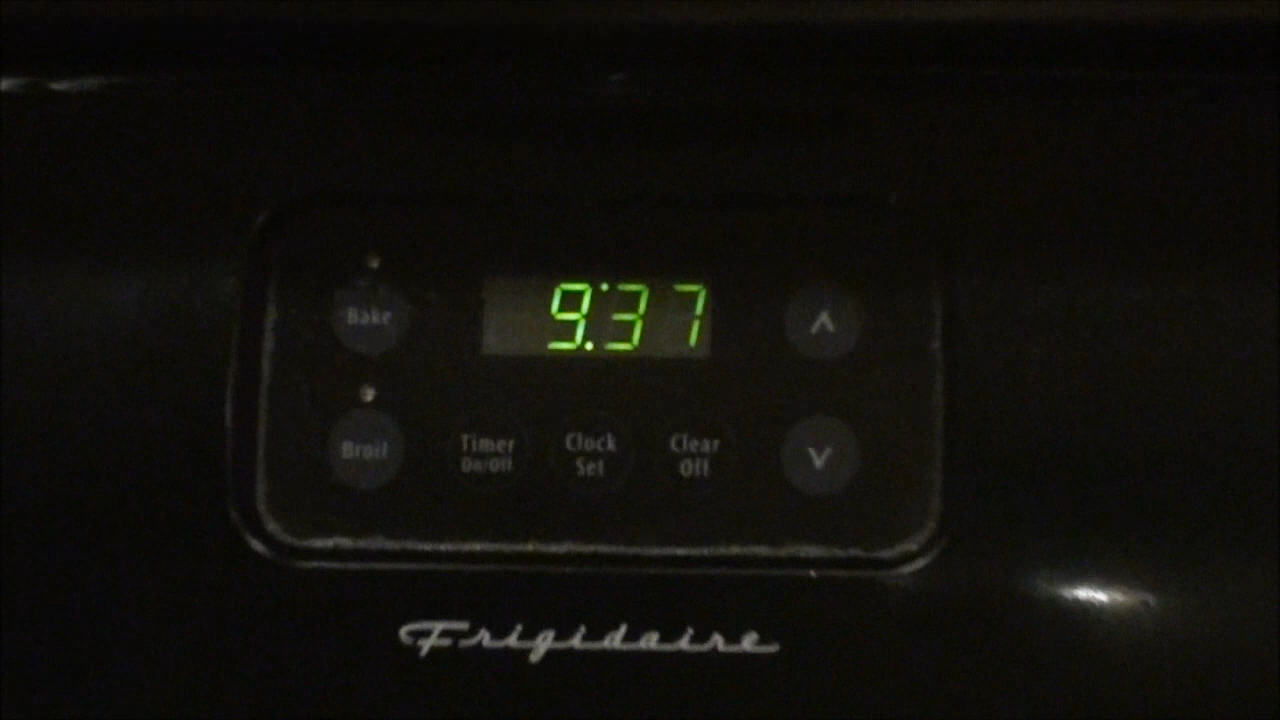 Bake
9:37
∧
Broil
Timer
On/Off
Clock
Set
Clear
Off
∨
Frigidaire